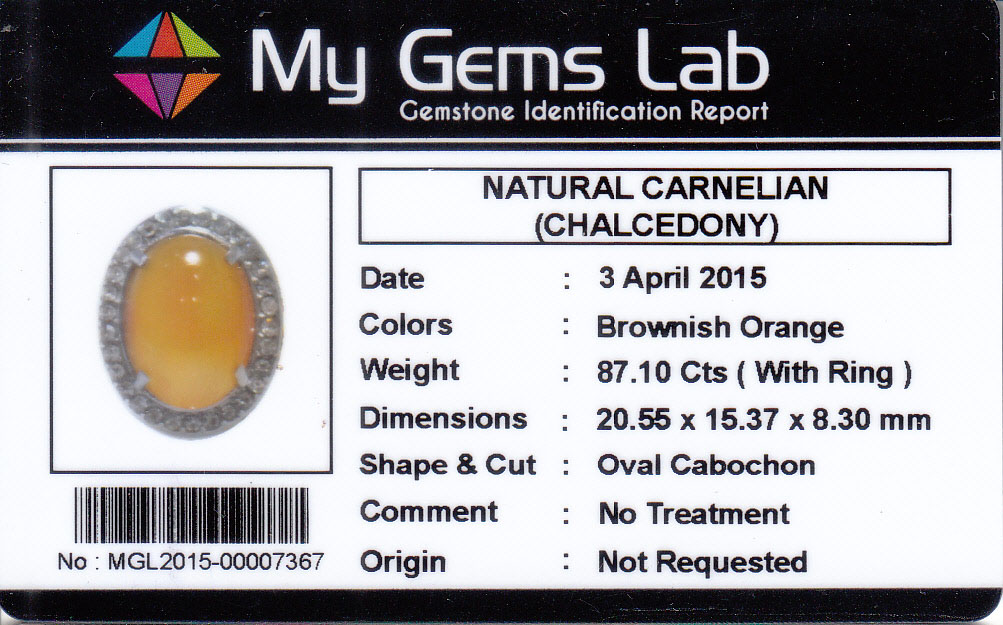 My Gems Lab
Gemstone Identification Report
NATURAL CARNELIAN
(CHALCEDONY)
Date : 3 April 2015
Colors : Brownish Orange
Weight : 87.10 Cts ( With Ring )
Dimensions : 20.55 x 15.37 x 8.30 mm
Shape & Cut : Oval Cabochon
Comment : No Treatment
Origin : Not Requested
No : MGL2015-00007367